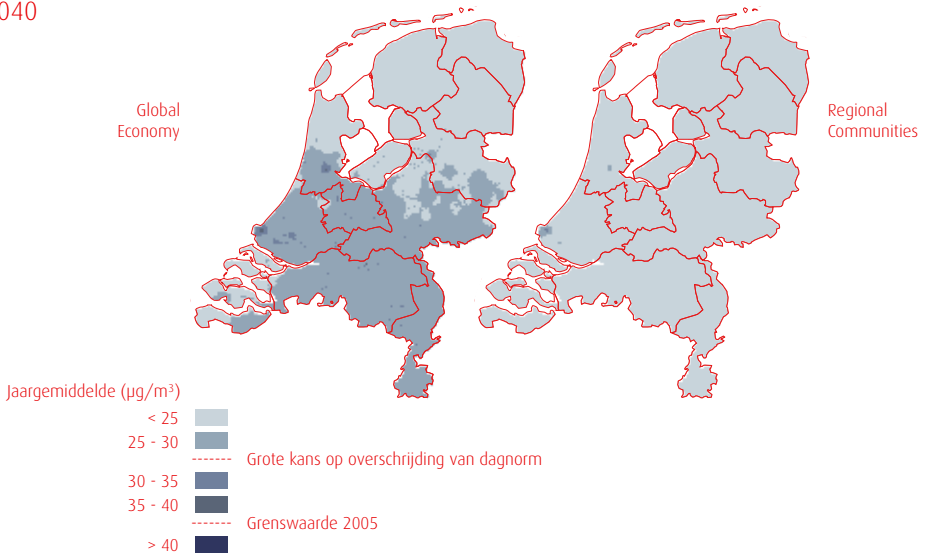 040
Global
Economy
Regional
Communities
Jaargemiddelde (µg/m³)
< 25
25 - 30
Grote kans op overschrijding van dagnorm
30 - 35
35 - 40
Grenswaarde 2005
> 40